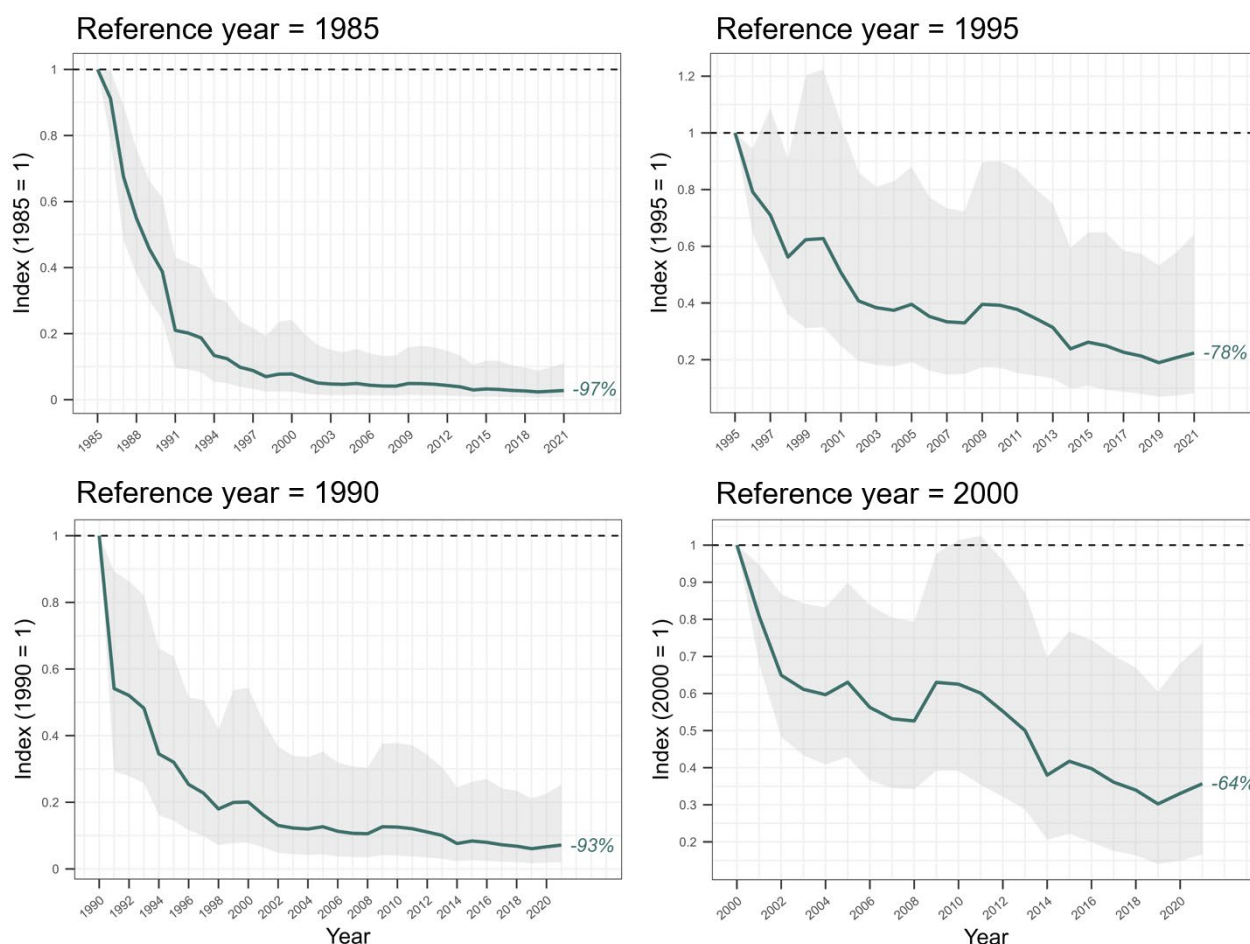 Reference year = 1985
Index (1985 = 1)
1
0.8
0.6
0.4
0.2
0
-97%
1985 1988 1991 1994 1997 2000 2003 2006 2009 2012 2015 2018 2021
Reference year = 1995
Index (1995 = 1)
1.2
1
0.8
0.6
0.4
0.2
-78%
1995 1997 1999 2001 2003 2005 2007 2009 2011 2013 2015 2017 2019 2021
Reference year = 1990
Index (1990 = 1)
1
0.8
0.6
0.4
0.2
0
-93%
1990 1992 1994 1996 1998 2000 2002 2004 2006 2008 2010 2012 2014 2016 2018 2020
Year
Reference year = 2000
Index (2000 = 1)
1
0.9
0.8
0.7
0.6
0.5
0.4
0.3
0.2
-64%
2000 2002 2004 2006 2008 2010 2012 2014 2016 2018 2020
Year